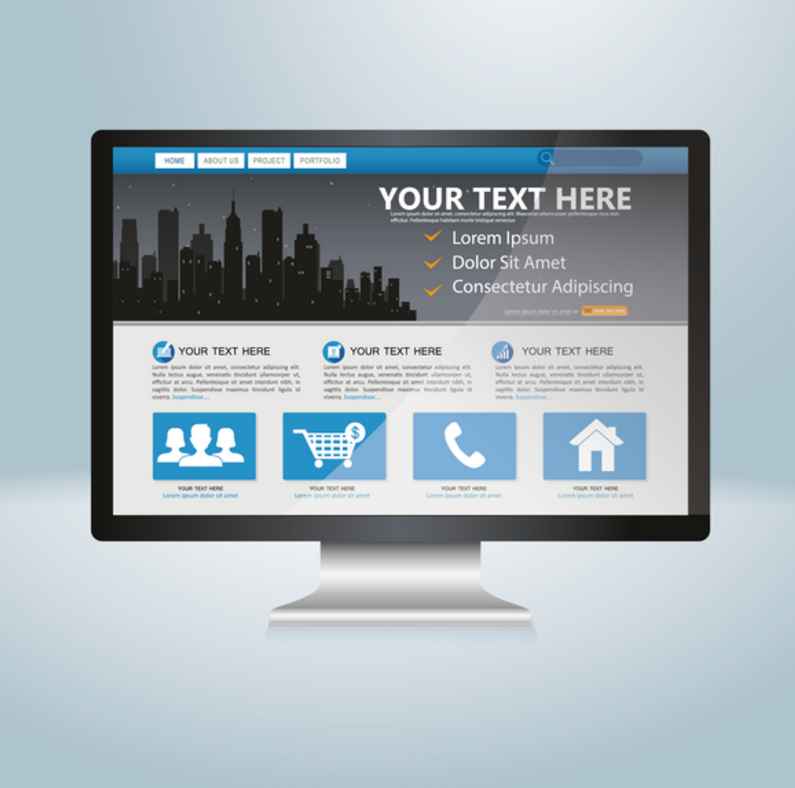 HOME ABOUT US PROJECT PORTFOLIO
YOUR TEXT HERE
Lorem ipsum dolor sit amet, consectetur adipiscing elit. Maecenas ullamcorper pellentesque risus non
efficitur. Pellentesque habitant morbi tristique senectus
Lorem Ipsum
Dolor Sit Amet
Consectetur Adipiscing
Lorem ipsum dolor sit amet se YOUR TEXT HERE
YOUR TEXT HERE
Lorem ipsum dolor sit amet, consectetur adipiscing elit.
Nulla lectus augue, venenatis tincidunt ullamcorper ut,
efficitur at arcu. Pellentesque sit amet interdum nibh, in
sagittis orci. Suspendisse maximus tincidunt ligula id
viverra. Suspendisse...
YOUR TEXT HERE
Lorem ipsum dolor sit amet, consectetur adipiscing elit.
Nulla lectus augue, venenatis tincidunt ullamcorper ut,
efficitur at arcu. Pellentesque sit amet interdum nibh, in
sagittis orci. Suspendisse maximus tincidunt ligula id
viverra. Suspendisse...
YOUR TEXT HERE
Lorem ipsum dolor sit amet, consectetur adipiscing elit.
Nulla lectus augue, venenatis tincidunt ullamcorper ut,
efficitur at arcu. Pellentesque sit amet interdum nibh, in
sagittis orci. Suspendisse maximus tincidunt ligula id
viverra. Suspendisse...
$
YOUR TEXT HERE
Lorem ipsum dolor sit amet
YOUR TEXT HERE
Lorem ipsum dolor sit amet
YOUR TEXT HERE
Lorem ipsum dolor sit amet
YOUR TEXT HERE
Lorem ipsum dolor sit amet